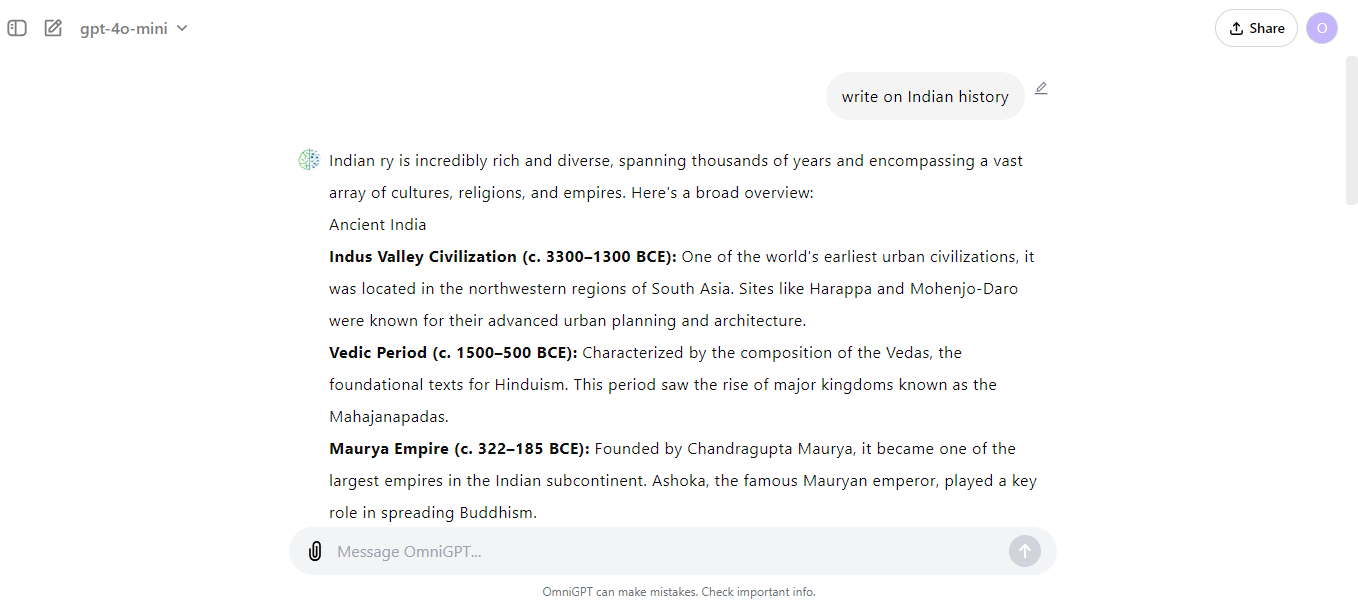 gpt-4o-mini
Share
O
write on Indian history
Indian ry is incredibly rich and diverse, spanning thousands of years and encompassing a vast
array of cultures, religions, and empires. Here's a broad overview:
Ancient India
Indus Valley Civilization (c. 3300–1300 BCE): One of the world's earliest urban civilizations, it
was located in the northwestern regions of South Asia. Sites like Harappa and Mohenjo-Daro
were known for their advanced urban planning and architecture.
Vedic Period (c. 1500–500 BCE): Characterized by the composition of the Vedas, the
foundational texts for Hinduism. This period saw the rise of major kingdoms known as the
Mahajanapadas.
Maurya Empire (c. 322–185 BCE): Founded by Chandragupta Maurya, it became one of the
largest empires in the Indian subcontinent. Ashoka, the famous Mauryan emperor, played a key
role in spreading Buddhism.
Message OmniGPT...
OmniGPT can make mistakes. Check important info.